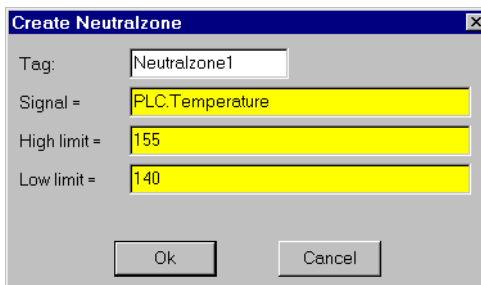 Create Neutralzone
Tag: Neutralzone1
Signal = PLC.Temperature
High limit = 155
Low limit = 140
Ok Cancel